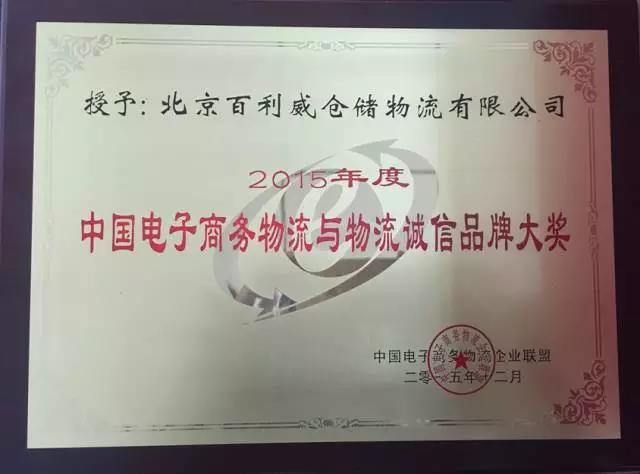 授予：北京百利威仓储物流有限公司
2015年度
中国电子商务物流与物流诚信品牌大奖
中国电子商务物流企业联盟
二零一五年十二月